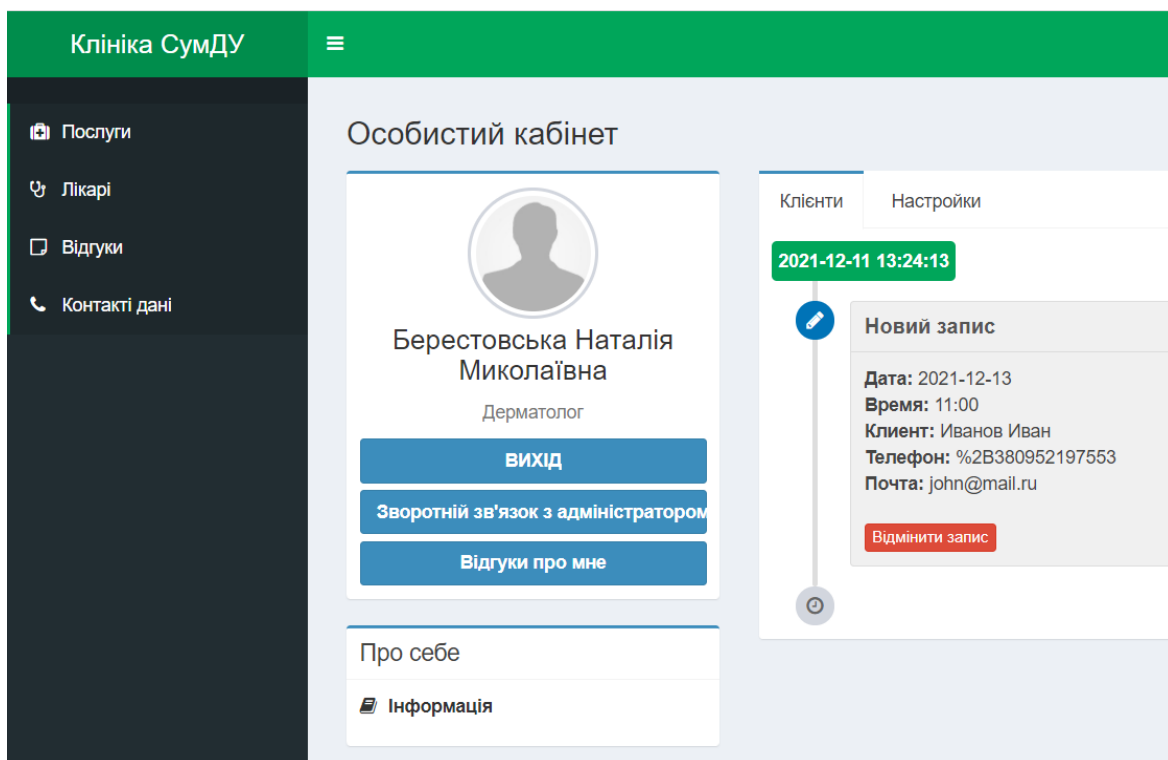 Клініка СумДУ
Послуги
Лікарі
Відгуки
Контакті дані
Особистий кабінет
Берестовська Наталія
Миколаївна
Дерматолог
ВИХІД
Зворотній зв'язок з адміністратором
Відгуки про мне
Про себе
Інформація
Клієнти
Настройки
2021-12-11 13:24:13
Новий запис
Дата: 2021-12-13
Время: 11:00
Клиент: Иванов Иван
Телефон: %2B380952197553
Почта: john@mail.ru
Відмінити запис